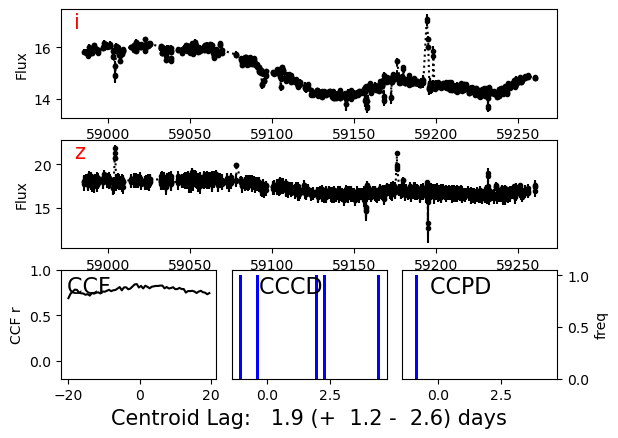 i
Flux
16
14
59000 59050 59100 59150 59200 59250
z
Flux
20
15
59000 59050 59100 59150 59200 59250
CCF
CCF r
1.0
0.5
0.0
−20 0 20
CCCD
0.0 2.5
CCPD
0.0 2.5
1.0
0.5
0.0
freq
Centroid Lag: 1.9 (+ 1.2 - 2.6) days